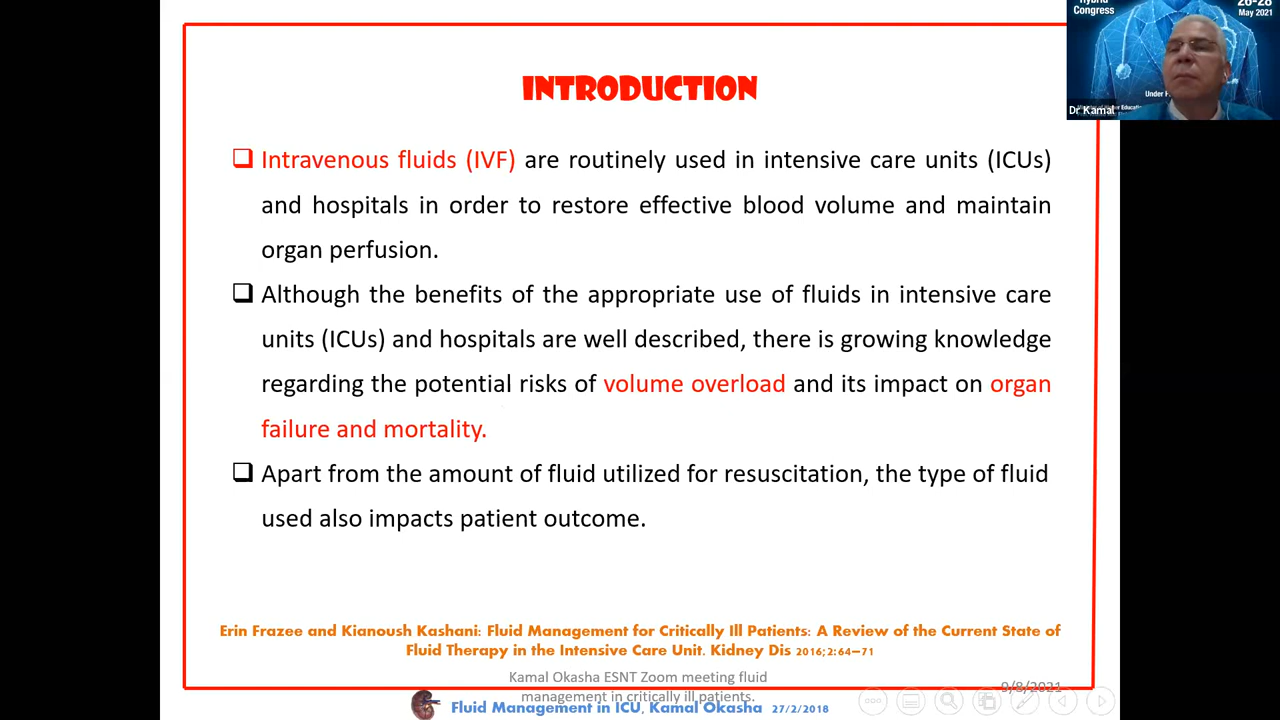 Hybrid
Congress
26-28
May 2021
Under
Dr Kamal
INTRODUCTION
Intravenous fluids (IVF) are routinely used in intensive care units (ICUs)
and hospitals in order to restore effective blood volume and maintain
organ perfusion.
Although the benefits of the appropriate use of fluids in intensive care
units (ICUs) and hospitals are well described, there is growing knowledge
regarding the potential risks of volume overload and its impact on organ
failure and mortality.
Apart from the amount of fluid utilized for resuscitation, the type of fluid
used also impacts patient outcome.
Erin Frazee and Kianoush Kashani: Fluid Management for Critically Ill Patients: A Review of the Current State of
Fluid Therapy in the Intensive Care Unit. Kidney Dis 2016;2:64–71
Kamal Okasha ESNT Zoom meeting fluid
management in critically ill patients.
9/8/2021
Fluid Management in ICU, Kamal Okasha 27/2/2018